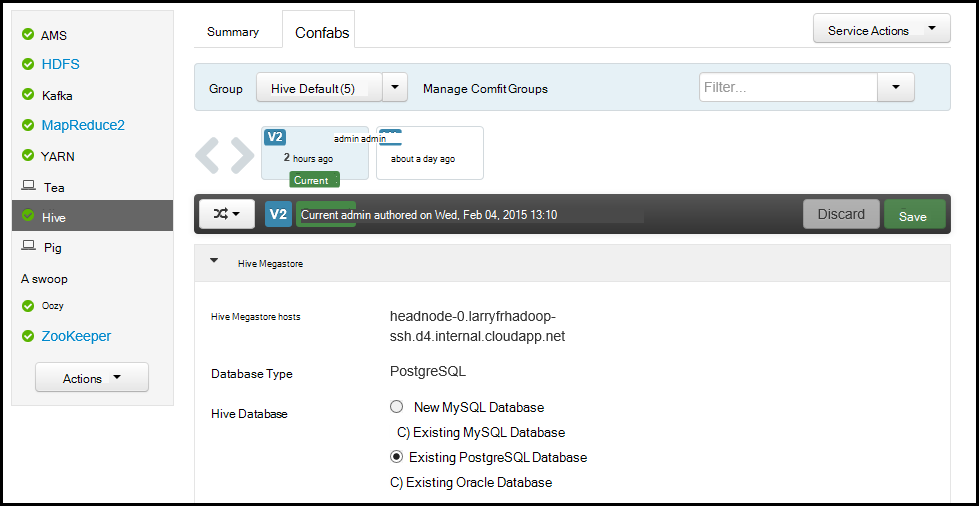 AMS
HDFS
Kafka
MapReduce2
YARN
Tea
Hive
Pig
A swoop
Oozy
ZooKeeper
Actions
Summary
Confabs
Service Actions
Group
Hive Default (5)
Manage Comfit Groups
Filter...
V2
admin admin
2 hours ago
Current
about a day ago
V2
Current admin authored on Wed, Feb 04, 2015 13:10
Discard
Save
Hive Megastore
Hive Megastore hosts
headnode-0.larryfrhadoop-
ssh.d4.internal.cloudapp.net
Database Type
PostgreSQL
Hive Database
New MySQL Database
C) Existing MySQL Database
Existing PostgreSQL Database
C) Existing Oracle Database